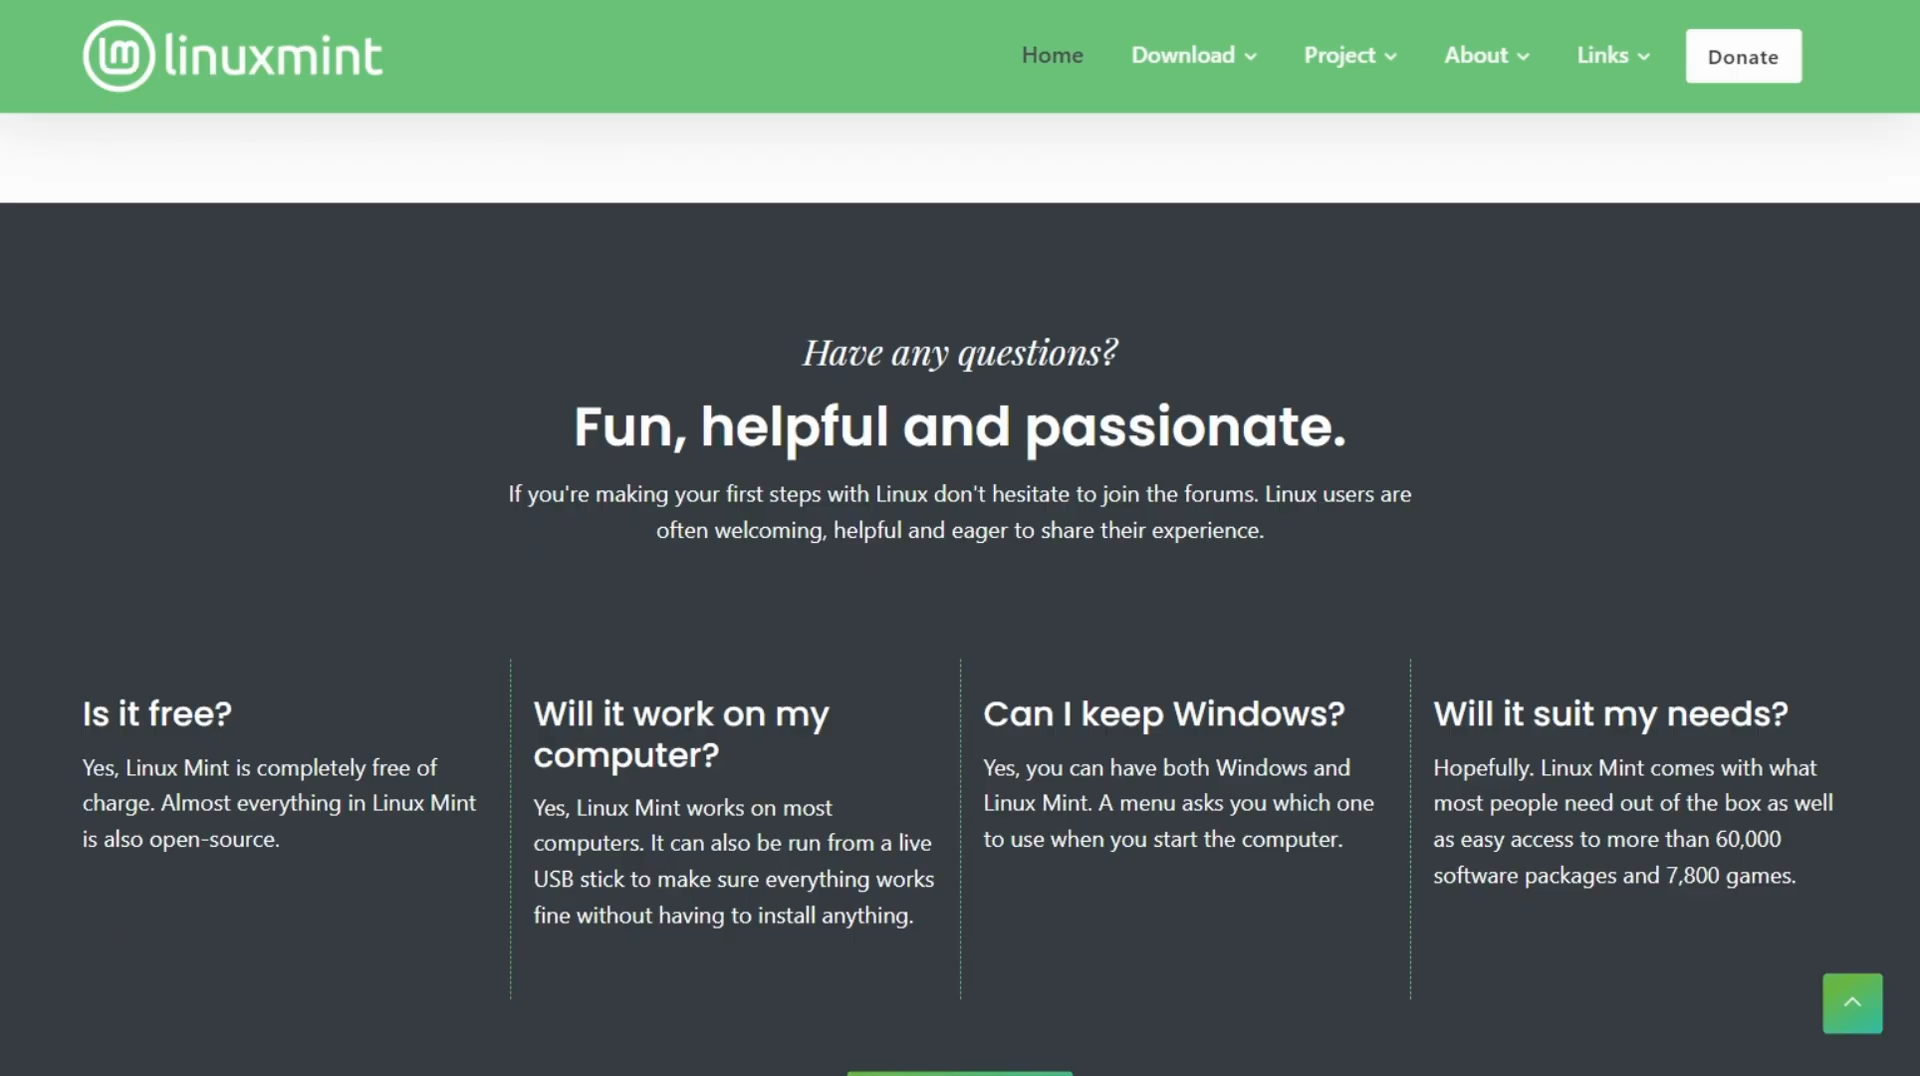 linuxmint
Home
Download
Project
About
Links
Donate
Have any questions?
Fun, helpful and passionate.
If you're making your first steps with Linux don't hesitate to join the forums. Linux users are
often welcoming, helpful and eager to share their experience.
Is it free?
Yes, Linux Mint is completely free of
charge. Almost everything in Linux Mint
is also open-source.
Will it work on my
computer?
Yes, Linux Mint works on most
computers. It can also be run from a live
USB stick to make sure everything works
fine without having to install anything.
Can I keep Windows?
Yes, you can have both Windows and
Linux Mint. A menu asks you which one
to use when you start the computer.
Will it suit my needs?
Hopefully. Linux Mint comes with what
most people need out of the box as well
as easy access to more than 60,000
software packages and 7,800 games.